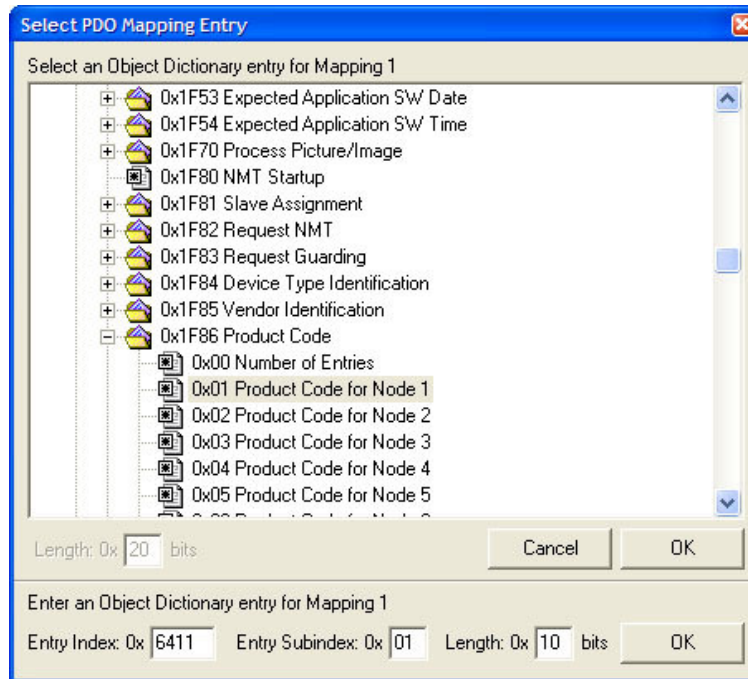 Select PDO Mapping Entry
Select an Object Dictionary entry for Mapping 1
0x1F53 Expected Application SW Date
0x1F54 Expected Application SW Time
0x1F70 Process Picture/Image
0x1F80 NMT Startup
0x1F81 Slave Assignment
0x1F82 Request NMT
0x1F83 Request Guarding
0x1F84 Device Type Identification
0x1F85 Vendor Identification
0x1F86 Product Code
0x00 Number of Entries
0x01 Product Code for Node 1
0x02 Product Code for Node 2
0x03 Product Code for Node 3
0x04 Product Code for Node 4
0x05 Product Code for Node 5
Length: 0x 20 bits Cancel OK
Enter an Object Dictionary entry for Mapping 1
Entry Index: 0x 6411 Entry Subindex: 0x 01 Length: 0x 10 bits OK